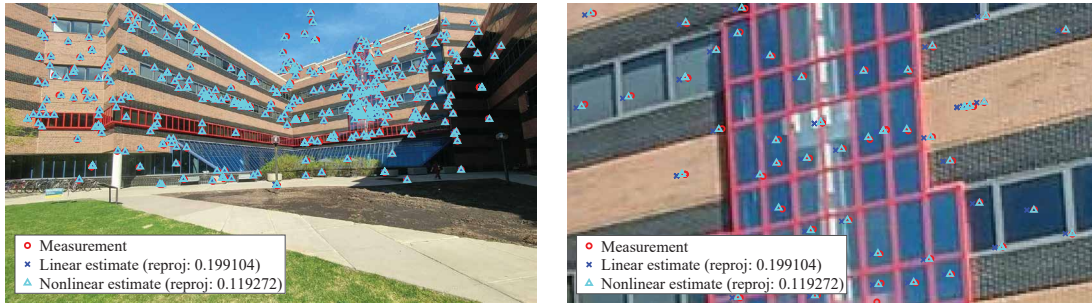 Measurement
Linear estimate (reproj: 0.199104)
Nonlinear estimate (reproj: 0.119272)
Measurement
Linear estimate (reproj: 0.199104)
Nonlinear estimate (reproj: 0.119272)